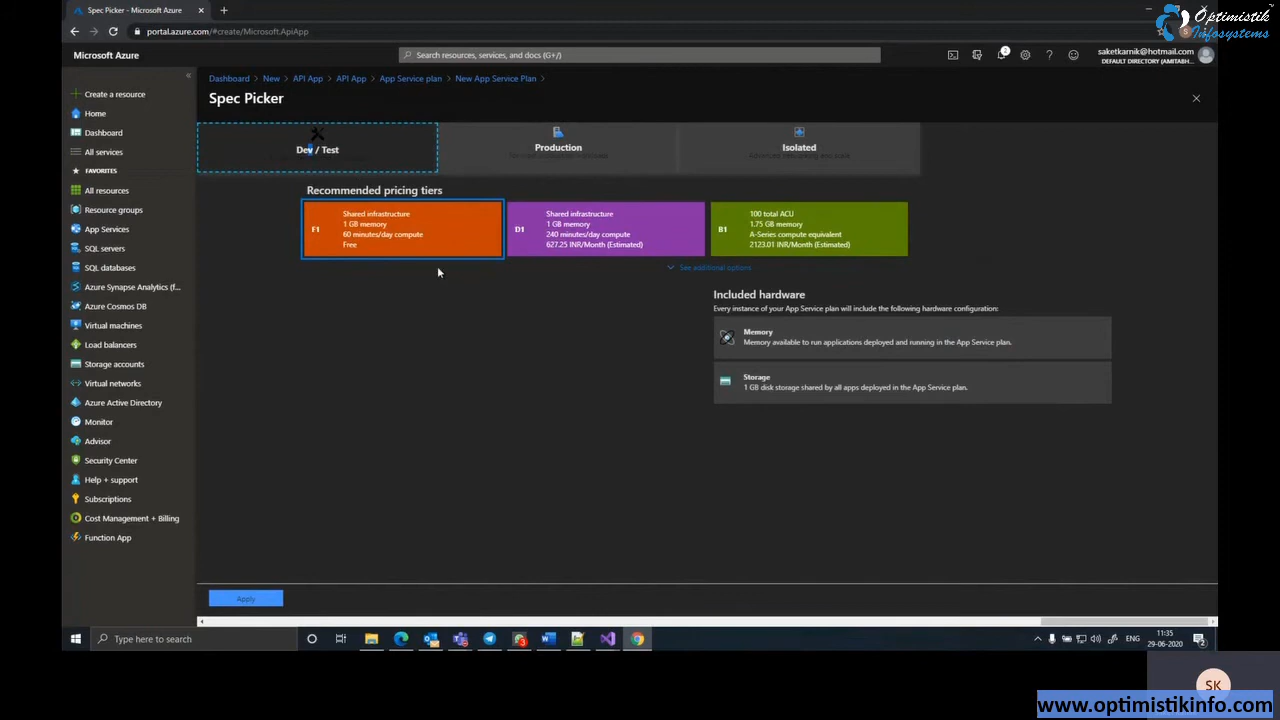 Spec Picker - Microsoft Azure
portal.azure.com/#create/Microsoft.ApiApp
Optimistik
Infosystems
Microsoft Azure
Search resources, services, and docs (G+/)
2
saketkarnik@hotmail.com
DEFAULT DIRECTORY (AMITABH...
Dashboard > New > API App > API App > App Service plan > New App Service Plan >
Spec Picker
Create a resource
Home
Dashboard
All services
FAVORITES
All resources
Resource groups
App Services
SQL servers
SQL databases
Azure Synapse Analytics (f...
Azure Cosmos DB
Virtual machines
Load balancers
Storage accounts
Virtual networks
Azure Active Directory
Monitor
Advisor
Security Center
Help + support
Subscriptions
Cost Management + Billing
Function App
Dev / Test
Production
Isolated
Recommended pricing tiers
F1
Shared infrastructure
1 GB memory
60 minutes/day compute
Free
D1
Shared infrastructure
1 GB memory
240 minutes/day compute
627.25 INR/Month (Estimated)
B1
100 total ACU
1.75 GB memory
A-Series compute equivalent
2123.01 INR/Month (Estimated)
See additional options
Included hardware
Every instance of your App Service plan will include the following hardware configuration:
Memory
Memory available to run applications deployed and running in the App Service plan.
Storage
1 GB disk storage shared by all apps deployed in the App Service plan.
Apply
Type here to search
3
ENG
11:35
29-06-2020
2
SK
www.optimistikinfo.com